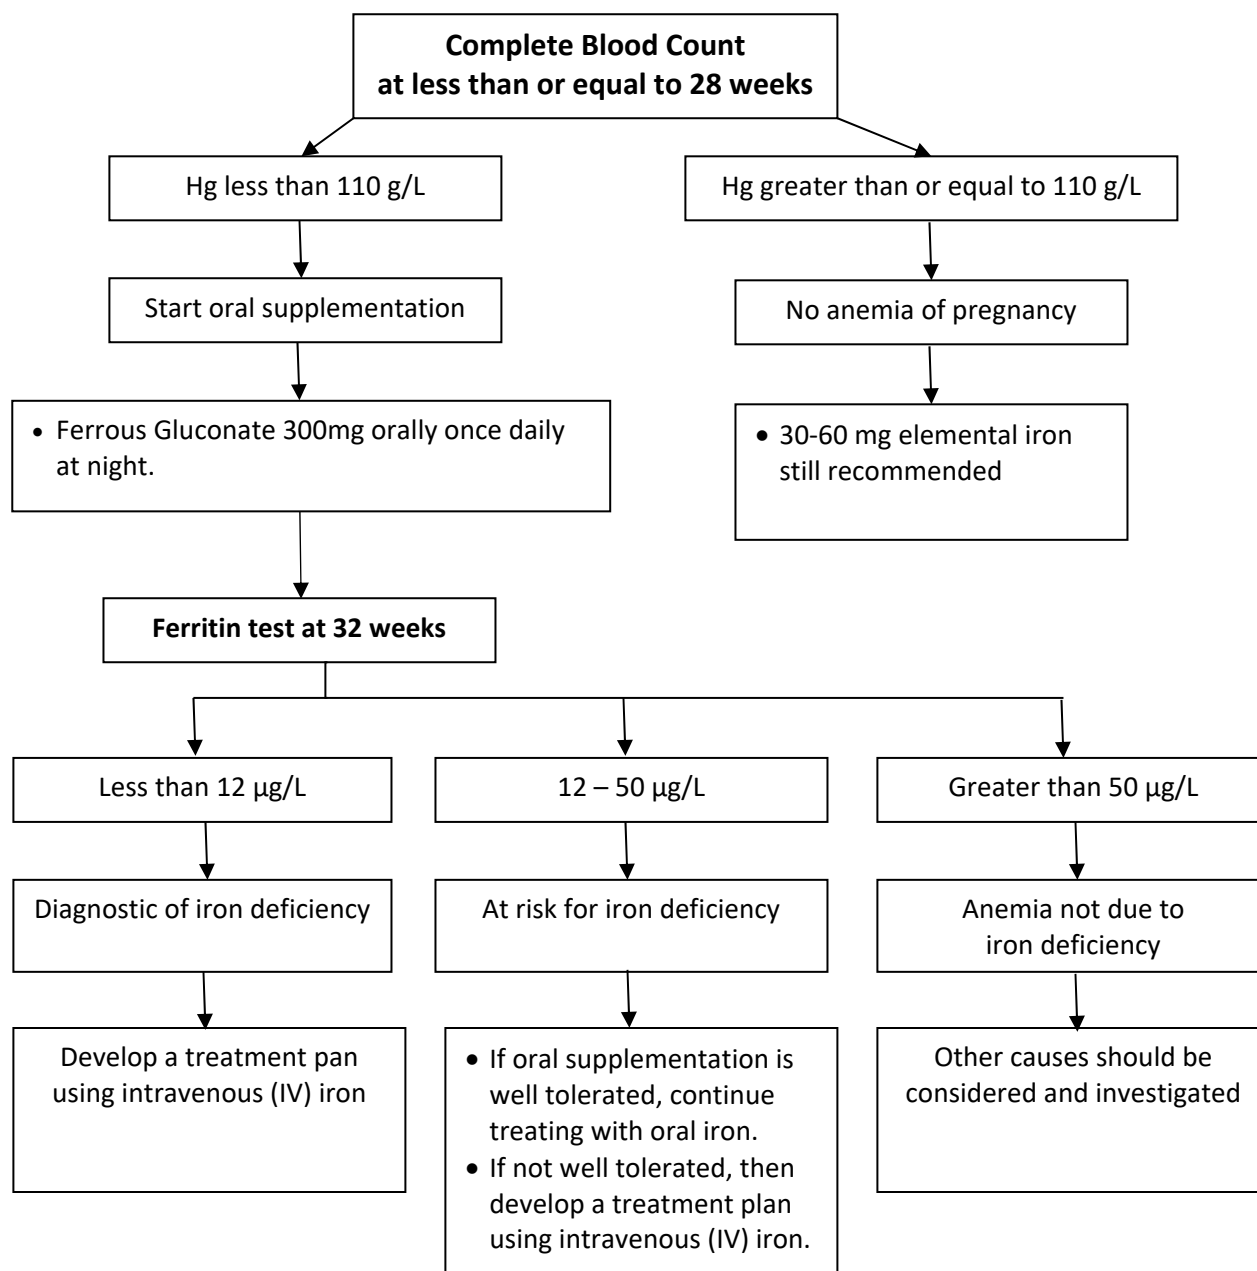 Complete Blood Count
at less than or equal to 28 weeks
Hg less than 110 g/L
Hg greater than or equal to 110 g/L
Start oral supplementation
No anemia of pregnancy
• Ferrous Gluconate 300mg orally once daily
at night.
• 30-60 mg elemental iron
still recommended
Ferritin test at 32 weeks
Less than 12 µg/L
12 – 50 µg/L
Greater than 50 µg/L
Diagnostic of iron deficiency
At risk for iron deficiency
Anemia not due to
iron deficiency
Develop a treatment pan
using intravenous (IV) iron
• If oral supplementation is
well tolerated, continue
treating with oral iron.
• If not well tolerated, then
develop a treatment plan
using intravenous (IV) iron.
Other causes should be
considered and investigated